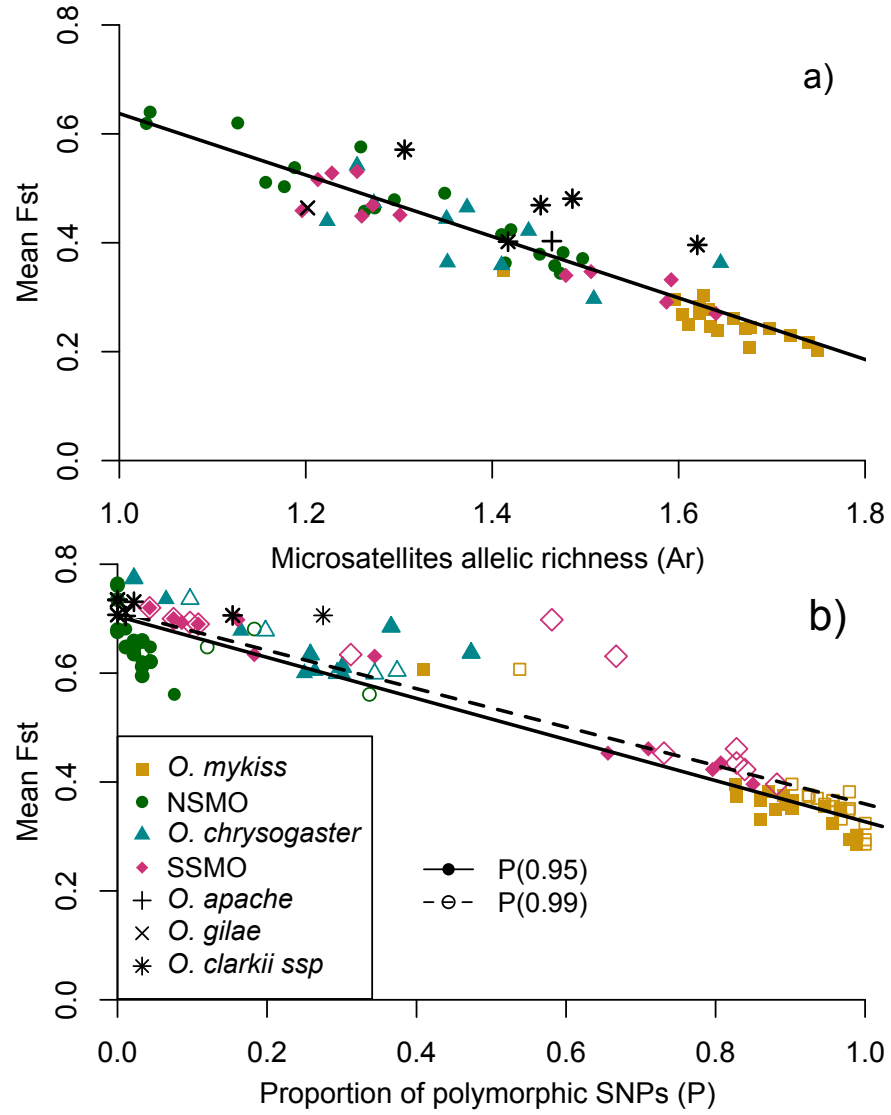 a)
0.8
0.6
0.4
0.2
0.0
Mean Fst
1.0 1.2 1.4 1.6 1.8
Microsatellites allelic richness (Ar)
b)
0.8
0.6
0.4
0.2
0.0
Mean Fst
O. mykiss
NSMO
O. chrysogaster
SSMO
O. apache
O. gilae
O. clarkii ssp
P(0.95)
P(0.99)
0.0 0.2 0.4 0.6 0.8 1.0
Proportion of polymorphic SNPs (P)